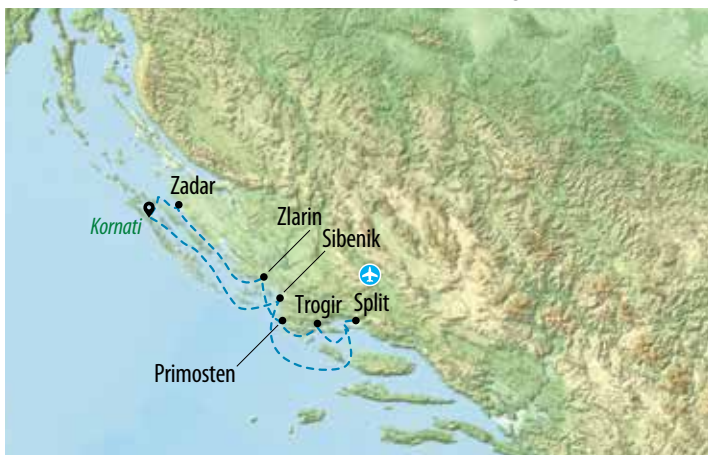 Zadar
Kornati
Zlarin
Sibenik
Trogir
Split
Primosten